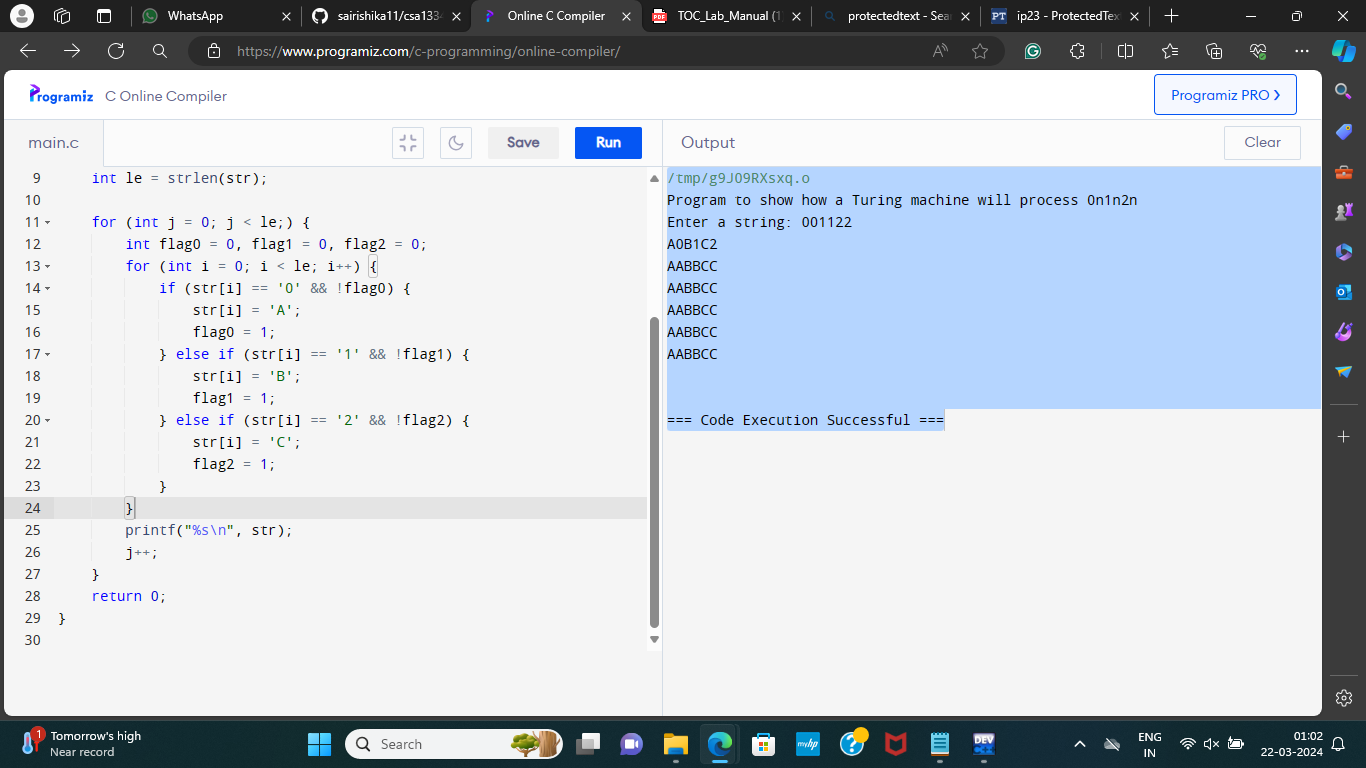 WhatsApp
sairishika11/csa133
Online C Compiler
TOC_Lab_Manual (1
protectedtext - Sea
PT ip23 - ProtectedTex
https://www.programiz.com/c-programming/online-compiler/
Programiz C Online Compiler
Programiz PRO ❯
main.c
Save
Run
Output
Clear
9 int le = strlen(str);
10
11 for (int j = 0; j < le;) {
12 int flag0 = 0, flag1 = 0, flag2 = 0;
13 for (int i = 0; i < le; i++) {
14 if (str[i] == '0' && !flag0) {
15 str[i] = 'A';
16 flag0 = 1;
17 } else if (str[i] == '1' && !flag1) {
18 str[i] = 'B';
19 flag1 = 1;
20 } else if (str[i] == '2' && !flag2) {
21 str[i] = 'C';
22 flag2 = 1;
23 }
24 }
25 printf("%s\n", str);
26 j++;
27 }
28 return 0;
29 }
30
/tmp/g9JO9RXsxq.o
Program to show how a Turing machine will process 0n1n2n
Enter a string: 001122
A0B1C2
AABBCC
AABBCC
AABBCC
AABBCC
AABBCC
=== Code Execution Successful ===
1
Tomorrow's high
Near record
Search
myhp
DEV
ENG
IN
01:02
22-03-2024